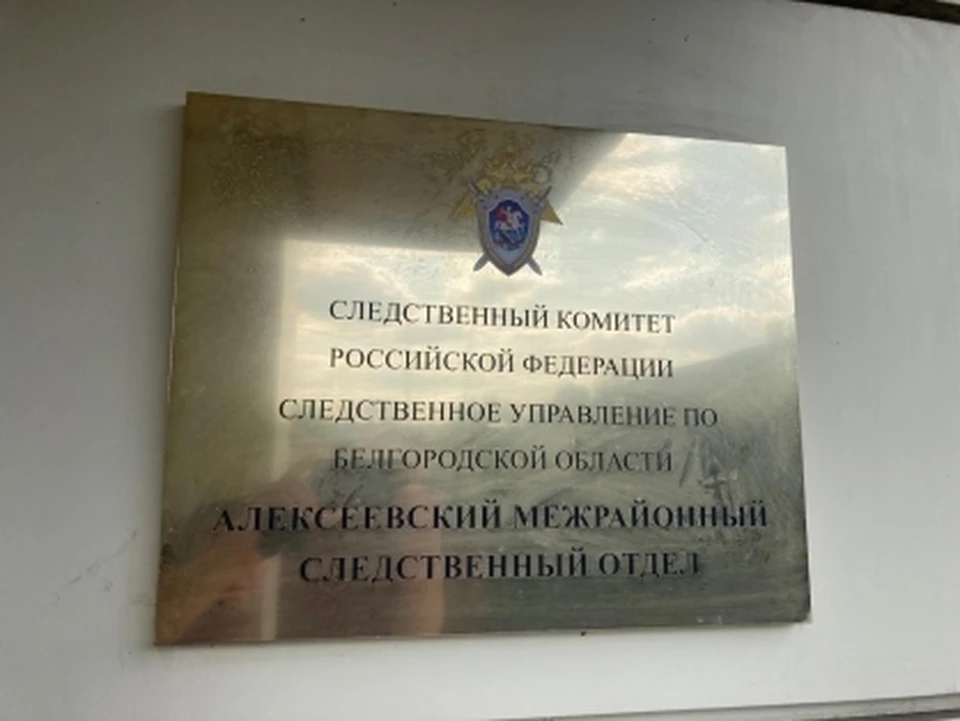 СЛЕДСТВЕННЫЙ КОМИТЕТ
РОССИЙСКОЙ ФЕДЕРАЦИИ
СЛЕДСТВЕННОЕ УПРАВЛЕНИЕ ПО
БЕЛГОРОДСКОЙ ОБЛАСТИ
АЛЕКСЕЕВСКИЙ МЕЖРАЙОННЫЙ
СЛЕДСТВЕННЫЙ ОТДЕЛ